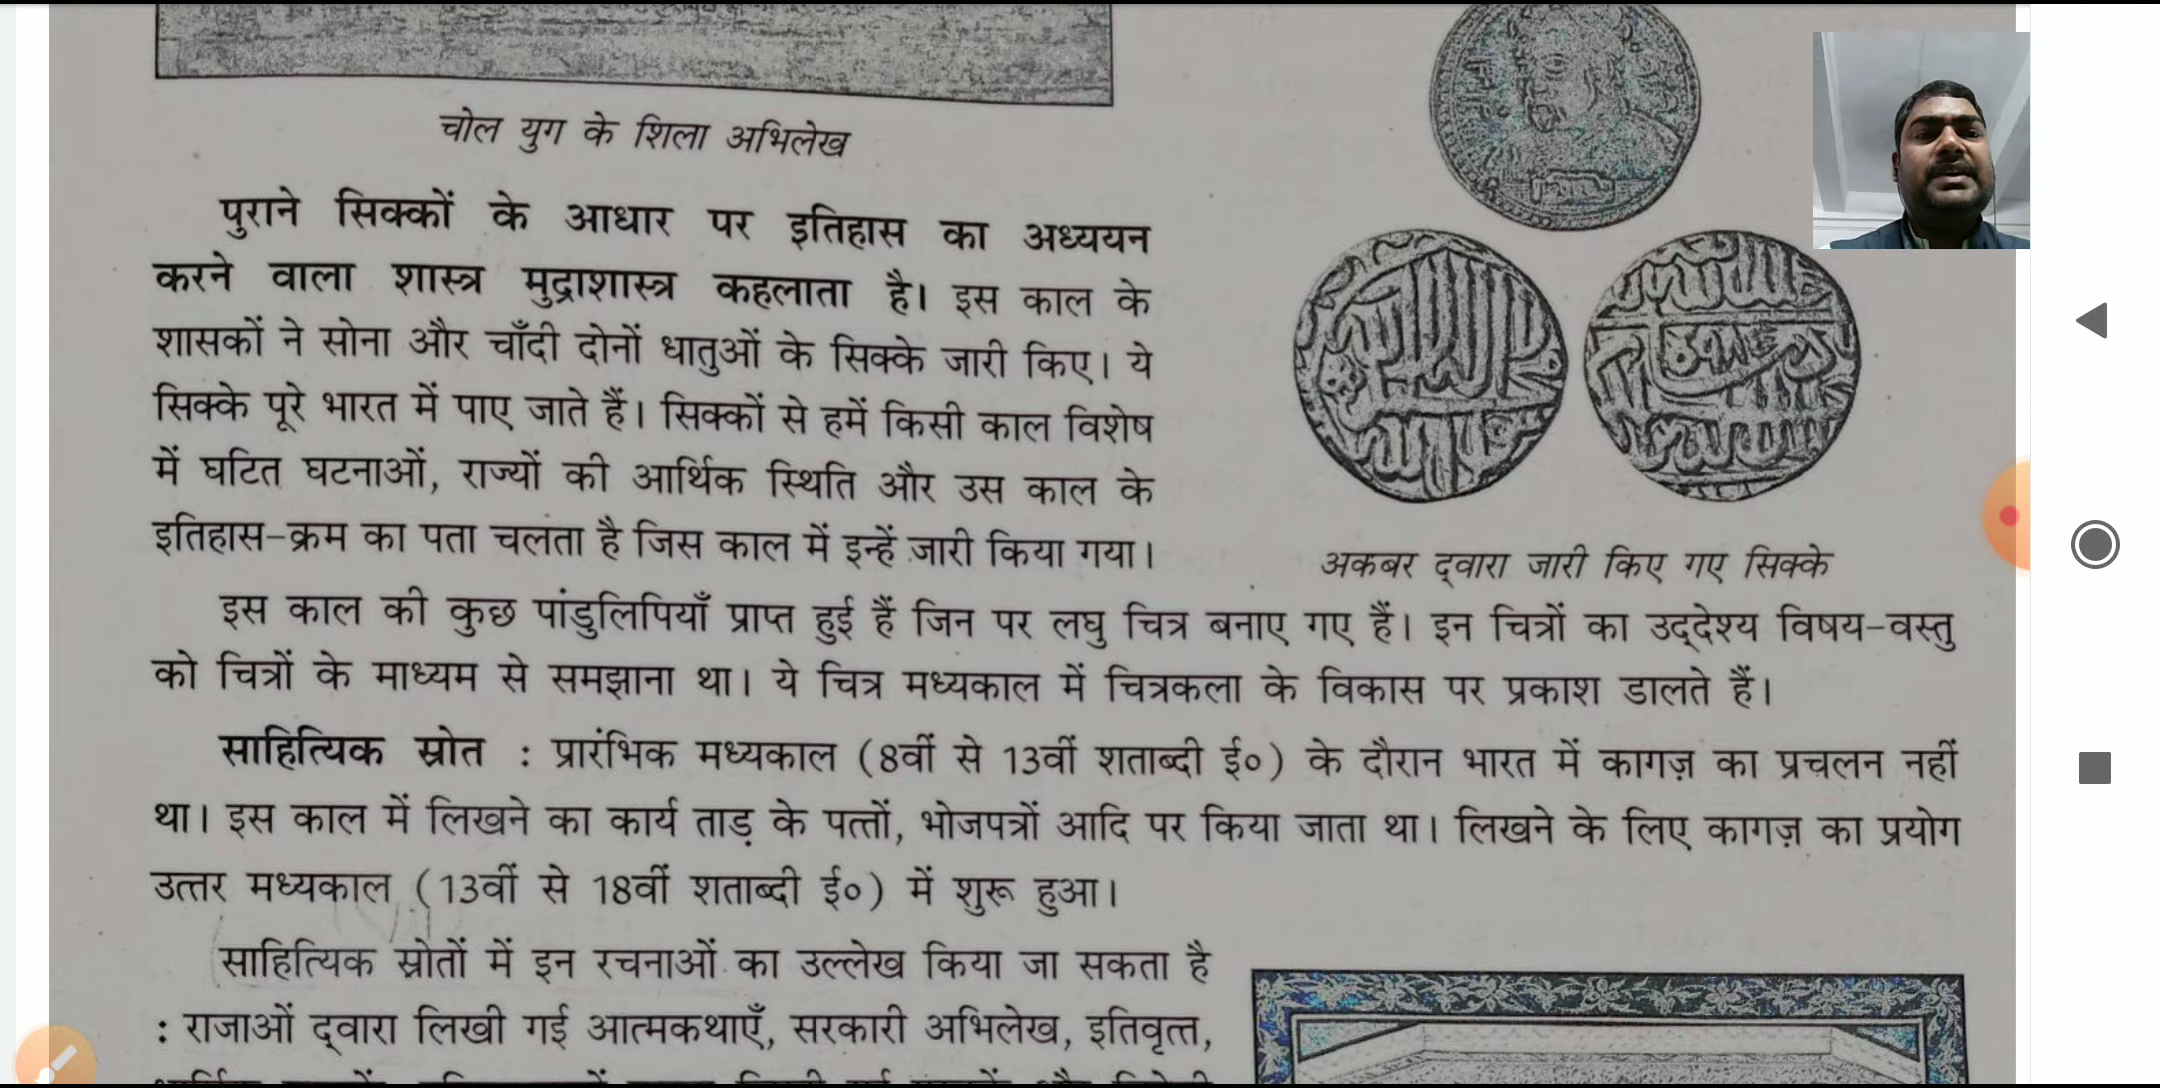 चोल युग के शिला अभिलेख
पुराने सिक्कों के आधार पर इतिहास का अध्ययन
करने वाला शास्त्र मुद्राशास्त्र कहलाता है। इस काल के
शासकों ने सोना और चाँदी दोनों धातुओं के सिक्के जारी किए। ये
सिक्के पूरे भारत में पाए जाते हैं। सिक्कों से हमें किसी काल विशेष
में घटित घटनाओं, राज्यों की आर्थिक स्थिति और उस काल के
इतिहास-क्रम का पता चलता है जिस काल में इन्हें जारी किया गया।
अकबर द्वारा जारी किए गए सिक्के
इस काल की कुछ पांडुलिपियाँ प्राप्त हुई हैं जिन पर लघु चित्र बनाए गए हैं। इन चित्रों का उद्देश्य विषय-वस्तु
को चित्रों के माध्यम से समझाना था। ये चित्र मध्यकाल में चित्रकला के विकास पर प्रकाश डालते हैं।
साहित्यिक स्रोत : प्रारंभिक मध्यकाल (8वीं से 13वीं शताब्दी ई०) के दौरान भारत में कागज़ का प्रचलन नहीं
था। इस काल में लिखने का कार्य ताड़ के पत्तों, भोजपत्रों आदि पर किया जाता था। लिखने के लिए कागज़ का प्रयोग
उत्तर मध्यकाल (13वीं से 18वीं शताब्दी ई०) में शुरू हुआ।
साहित्यिक स्रोतों में इन रचनाओं का उल्लेख किया जा सकता है
: राजाओं द्वारा लिखी गई आत्मकथाएँ, सरकारी अभिलेख, इतिवृत्त,